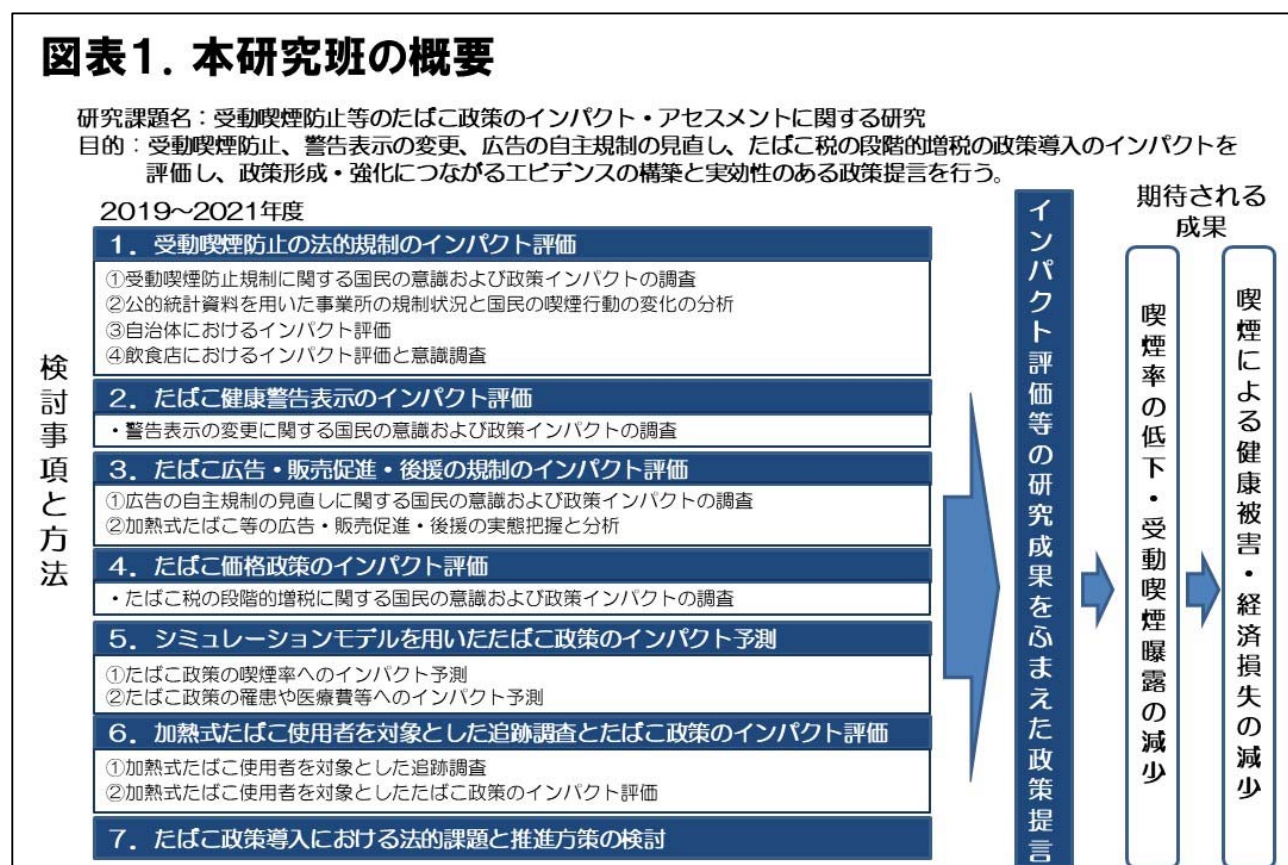 図表1. 本研究班の概要
研究課題名：受動喫煙防止等のたばこ政策のインパクト・アセスメントに関する研究
目的：受動喫煙防止、警告表示の変更、広告の自主規制の見直し、たばこ税の段階的増税の政策導入のインパクトを
評価し、政策形成・強化につながるエビデンスの構築と実効性のある政策提言を行う。
2019～2021年度
検討事項と方法
1．受動喫煙防止の法的規制のインパクト評価
①受動喫煙防止規制に関する国民の意識および政策インパクトの調査
②公的統計資料を用いた事業所の規制状況と国民の喫煙行動の変化の分析
③自治体におけるインパクト評価
④飲食店におけるインパクト評価と意識調査
2．たばこ健康警告表示のインパクト評価
・警告表示の変更に関する国民の意識および政策インパクトの調査
3．たばこ広告・販売促進・後援の規制のインパクト評価
①広告の自主規制の見直しに関する国民の意識および政策インパクトの調査
②加熱式たばこ等の広告・販売促進・後援の実態把握と分析
4．たばこ価格政策のインパクト評価
・たばこ税の段階的増税に関する国民の意識および政策インパクトの調査
5．シミュレーションモデルを用いたたばこ政策のインパクト予測
①たばこ政策の喫煙率へのインパクト予測
②たばこ政策の罹患や医療費等へのインパクト予測
6．加熱式たばこ使用者を対象とした追跡調査とたばこ政策のインパクト評価
①加熱式たばこ使用者を対象とした追跡調査
②加熱式たばこ使用者を対象としたたばこ政策のインパクト評価
7．たばこ政策導入における法的課題と推進方策の検討
インパクト評価等の研究成果をふまえた政策提言
期待される
成果
喫煙率の低下・受動喫煙曝露の減少
喫煙による健康被害・経済損失の減少